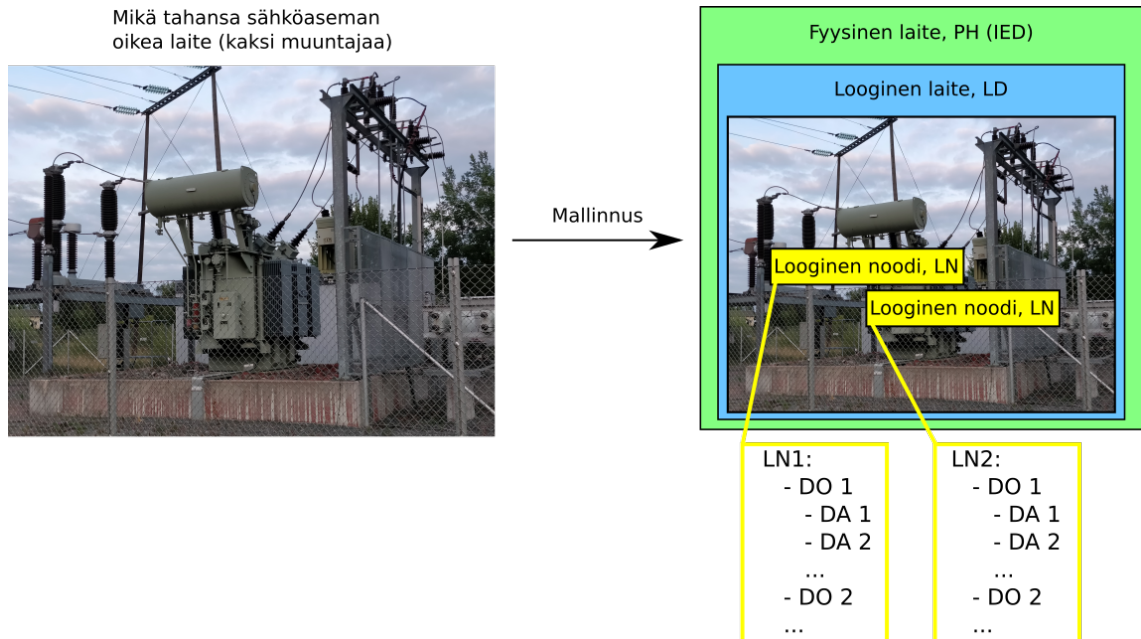 Mikä tahansa sähköaseman
oikea laite (kaksi muuntajaa)
Mallinnus
Fyysinen laite, PH (IED)
Looginen laite, LD
Looginen noodi, LN
Looginen noodi, LN
LN1:
- DO 1
- DA 1
- DA 2
...
- DO 2
...
LN2:
- DO 1
- DA 1
- DA 2
...
- DO 2
...